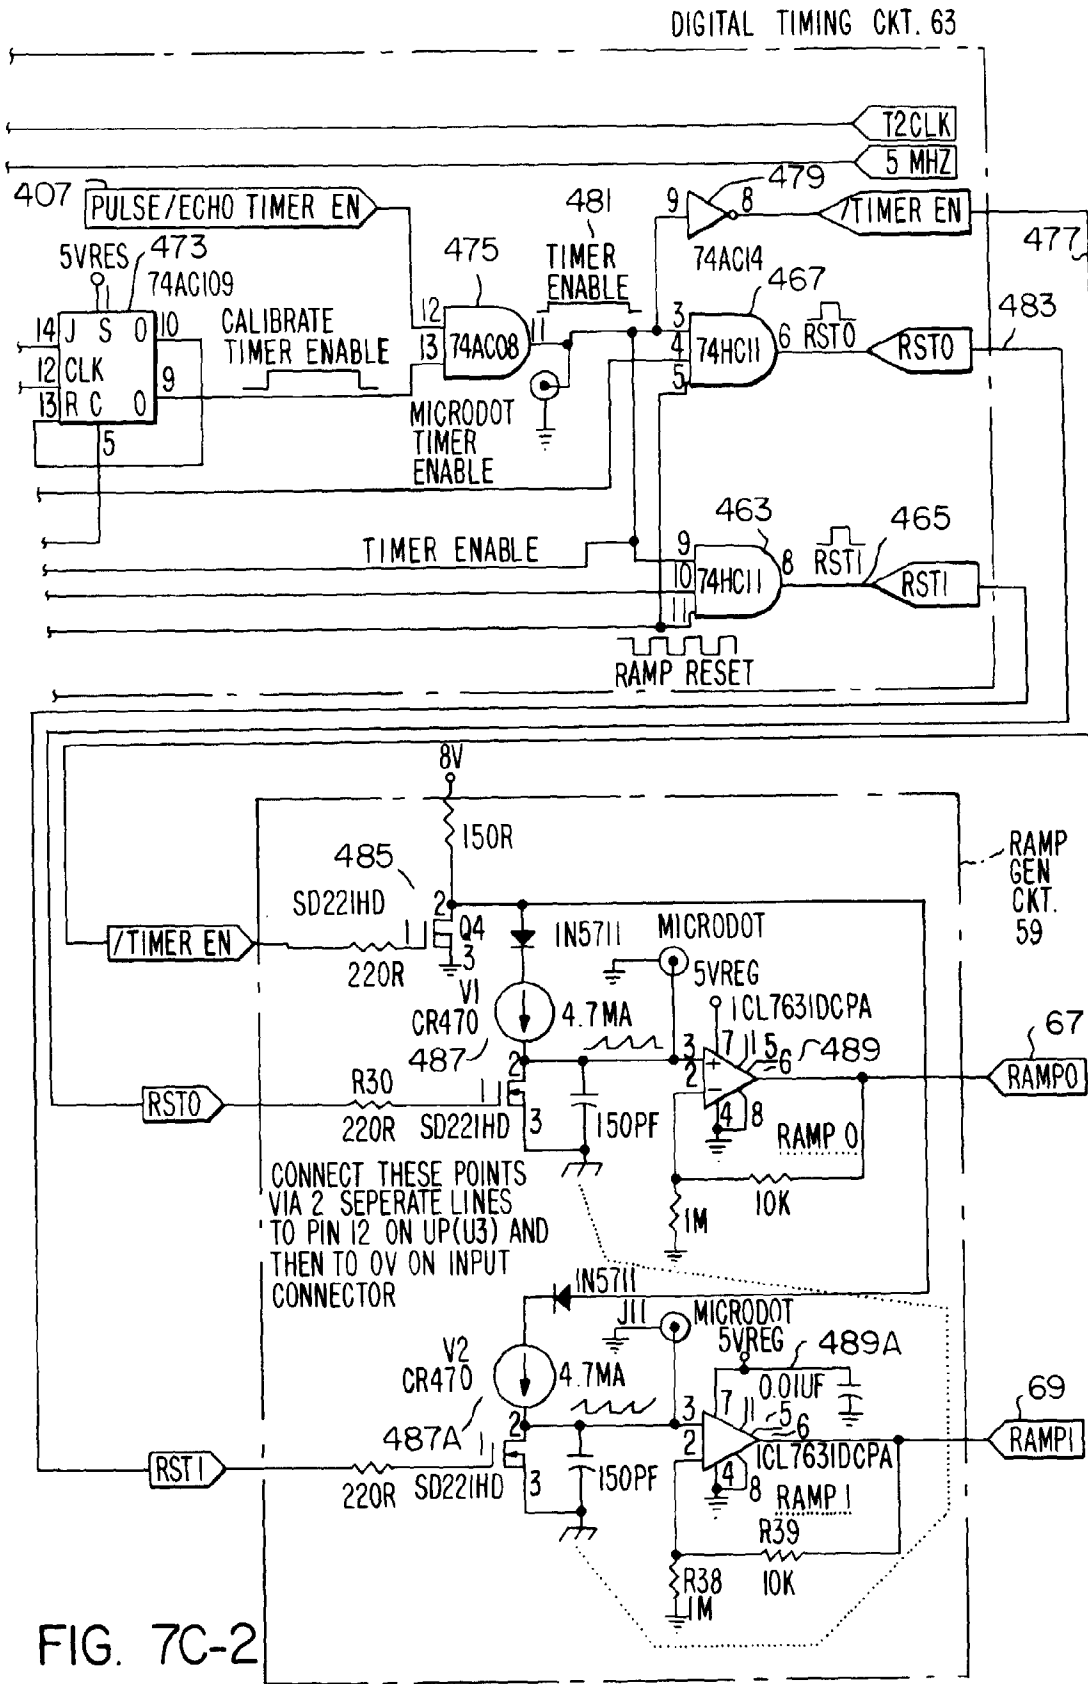 DIGITAL TIMING CKT. 63
T2CLK
5 MHZ
407
PULSE/ECHO TIMER EN
481
479
9
8
/TIMER EN
477
5VRES
473
74AC109
475
TIMER
ENABLE
74AC14
467
14
J S O
10
12
CLK
9
13
R C O
5
CALIBRATE
TIMER ENABLE
12
13
74AC08
11
3
4
5
74HC11
6
RST0
RST0
483
MICRODOT
TIMER
ENABLE
463
465
TIMER ENABLE
9
10
11
74HC11
8
RST1
RST1
RAMP RESET
8V
150R
485
SD221HD
2
1
Q4
3
/TIMER EN
220R
1N5711
MICRODOT
RAMP
GEN
CKT.
59
V1
CR470
4.7MA
487
5VREG
ICL7631DCPA
67
3
+
2
-
7
1
5
6
489
4
8
RAMP0
RST0
R30
220R
1
2
SD221HD
3
150PF
RAMP 0
10K
1M
CONNECT THESE POINTS
VIA 2 SEPERATE LINES
TO PIN 12 ON UP(U3) AND
THEN TO 0V ON INPUT
CONNECTOR
1N5711
J11
MICRODOT
5VREG
489A
V2
CR470
4.7MA
0.01UF
69
487A
2
1
3
2
7
1
5
6
RAMP1
RST1
220R
SD221HD
3
150PF
4
8
ICL7631DCPA
RAMP 1
R39
10K
R38
1M
FIG. 7C-2